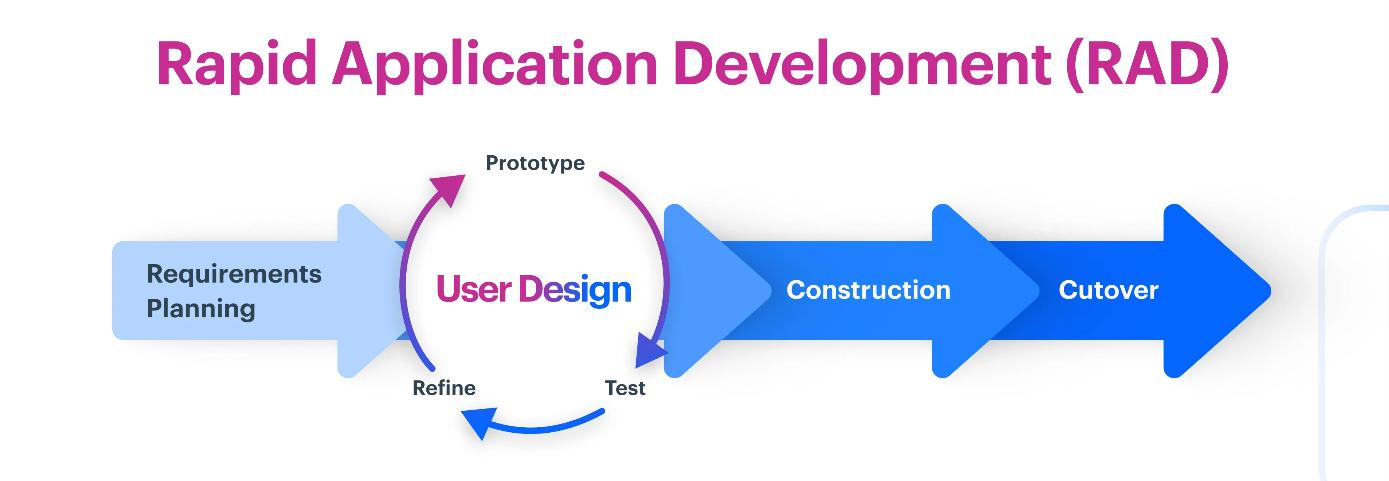 Rapid Application Development (RAD)
Prototype
Requirements
Planning
User Design
Construction
Cutover
Refine
Test